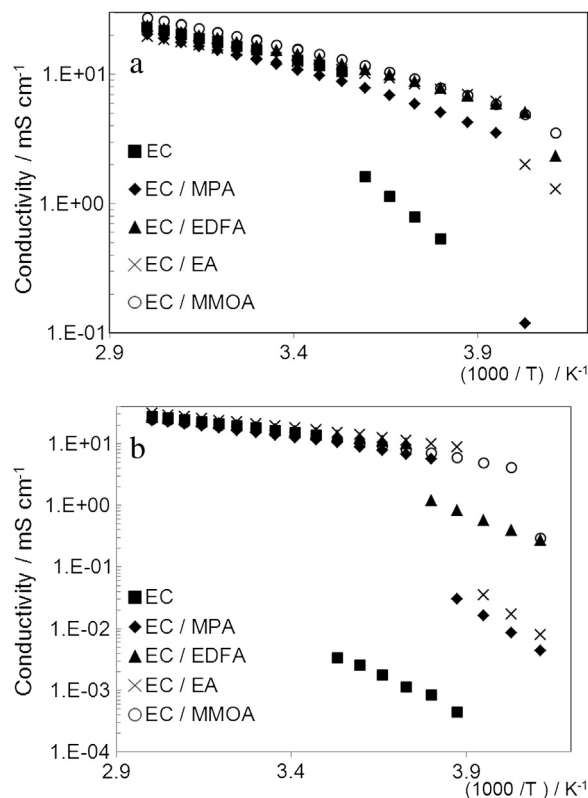 a
1.E+01
1.E+00
1.E-01
Conductivity / mS cm-1
EC
EC / MPA
EC / EDFA
EC / EA
EC / MMOA
2.9
3.4
3.9
(1000 / T) / K-1
b
1.E+01
1.E+00
1.E-01
1.E-02
1.E-03
1.E-04
Conductivity / mS cm-1
EC
EC / MPA
EC / EDFA
EC / EA
EC / MMOA
2.9
3.4
3.9
(1000 /T) / K-1